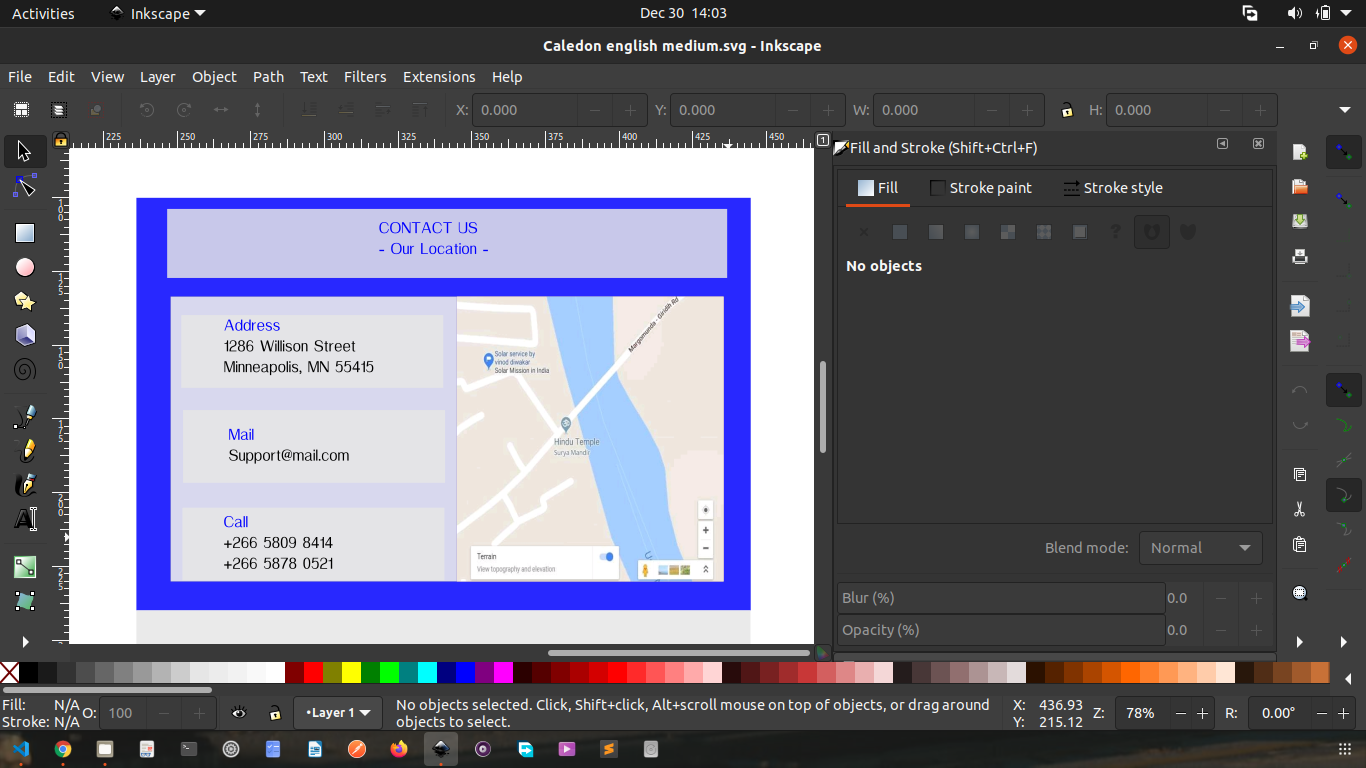 Activities
Inkscape
Dec 30 14:03
Caledon english medium.svg - Inkscape
File Edit View Layer Object Path Text Filters Extensions Help
X: 0.000 Y: 0.000 W: 0.000 H: 0.000
225 250 275 300 325 350 375 400 425 450
1
Fill and Stroke (Shift+Ctrl+F)
Fill Stroke paint Stroke style
No objects
CONTACT US
- Our Location -
Address
1286 Willison Street
Minneapolis, MN 55415
Mail
Support@mail.com
Call
+266 5809 8414
+266 5878 0521
Margomunda - Giridih Rd
Solar service by
vinod diwakar
Solar Mission in India
Hindu Temple
Surya Mandir
Terrain
View topography and elevation
100
125
150
175
200
225
Blend mode: Normal
Blur (%) 0.0
Opacity (%) 0.0
Fill: N/A
Stroke: N/A
O: 100
•Layer 1
No objects selected. Click, Shift+click, Alt+scroll mouse on top of objects, or drag around
objects to select.
X: 436.93
Y: 215.12
Z: 78%
R: 0.00°